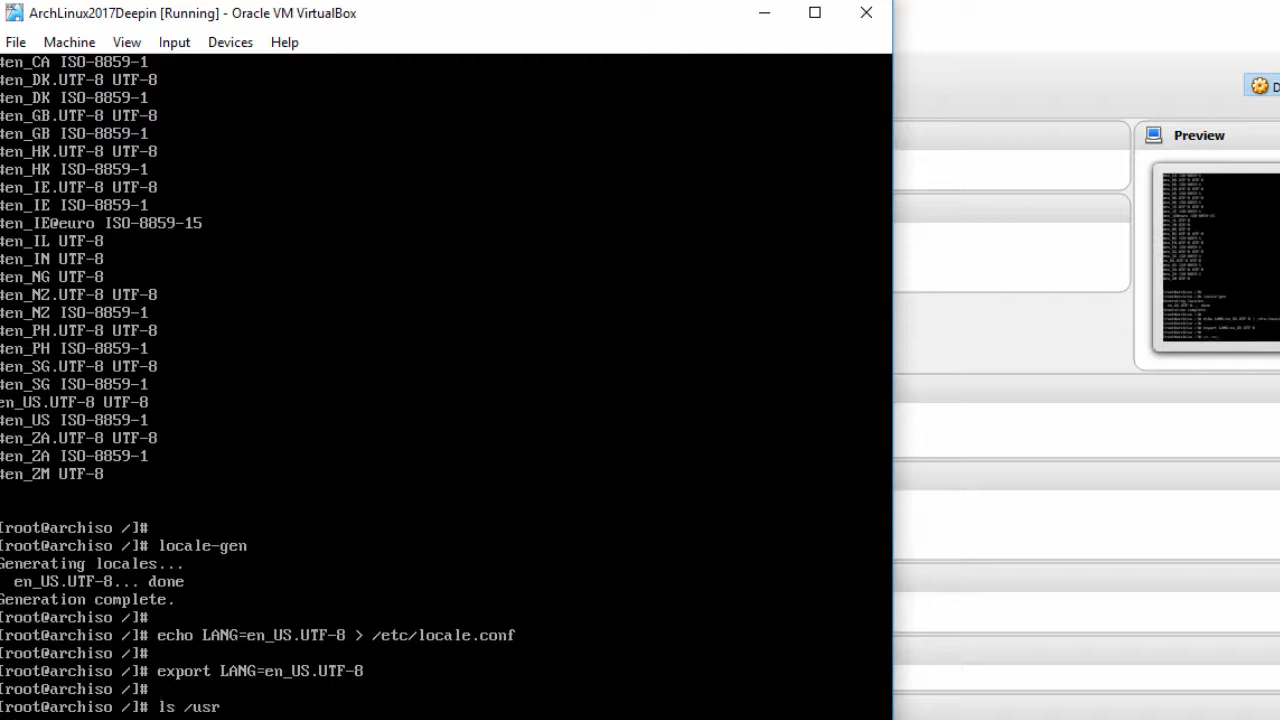 ArchLinux2017Deepin [Running] - Oracle VM VirtualBox
File Machine View Input Devices Help
#en_CA ISO-8859-1
#en_DK.UTF-8 UTF-8
#en_DK ISO-8859-1
#en_GB.UTF-8 UTF-8
#en_GB ISO-8859-1
#en_HK.UTF-8 UTF-8
#en_HK ISO-8859-1
#en_IE.UTF-8 UTF-8
#en_IE ISO-8859-1
#en_IE@euro ISO-8859-15
#en_IL UTF-8
#en_IN UTF-8
#en_NG UTF-8
#en_NZ.UTF-8 UTF-8
#en_NZ ISO-8859-1
#en_PH.UTF-8 UTF-8
#en_PH ISO-8859-1
#en_SG.UTF-8 UTF-8
#en_SG ISO-8859-1
en_US.UTF-8 UTF-8
#en_US ISO-8859-1
#en_ZA.UTF-8 UTF-8
#en_ZA ISO-8859-1
#en_ZM UTF-8
[root@archiso /]#
[root@archiso /]# locale-gen
Generating locales...
en_US.UTF-8... done
Generation complete.
[root@archiso /]#
[root@archiso /]# echo LANG=en_US.UTF-8 > /etc/locale.conf
[root@archiso /]#
[root@archiso /]# export LANG=en_US.UTF-8
[root@archiso /]#
[root@archiso /]# ls /usr
D
Preview